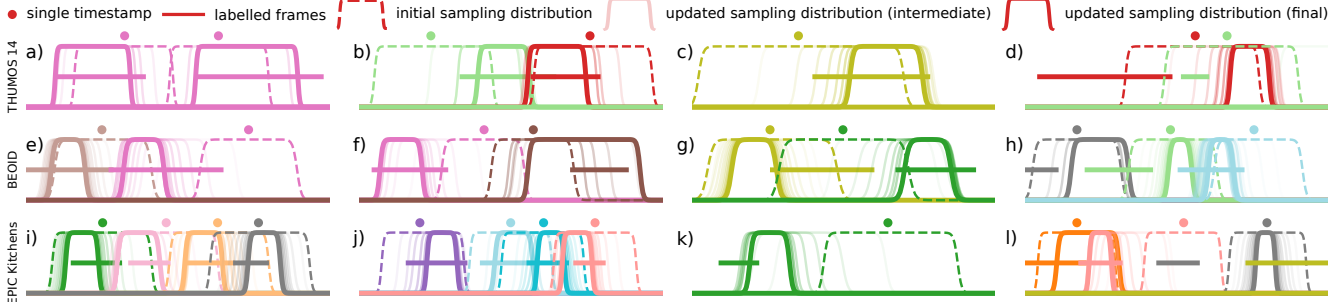 single timestamp labelled frames initial sampling distribution updated sampling distribution (intermediate) updated sampling distribution (final)
THUMOS 14
a) b) c) d)
BEOID
e) f) g) h)
EPIC Kitchens
i) j) k) l)